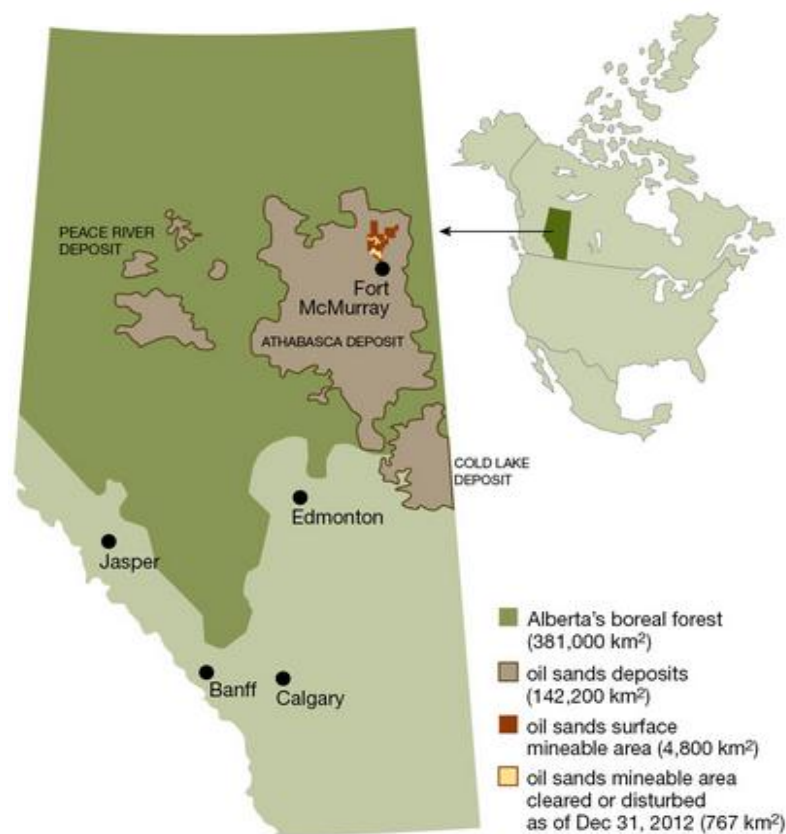 PEACE RIVER
DEPOSIT
Fort
McMurray
ATHABASCA DEPOSIT
COLD LAKE
DEPOSIT
Edmonton
Jasper
Banff
Calgary
Alberta's boreal forest
(381,000 km²)
oil sands deposits
(142,200 km²)
oil sands surface
mineable area (4,800 km²)
oil sands mineable area
cleared or disturbed
as of Dec 31, 2012 (767 km²)